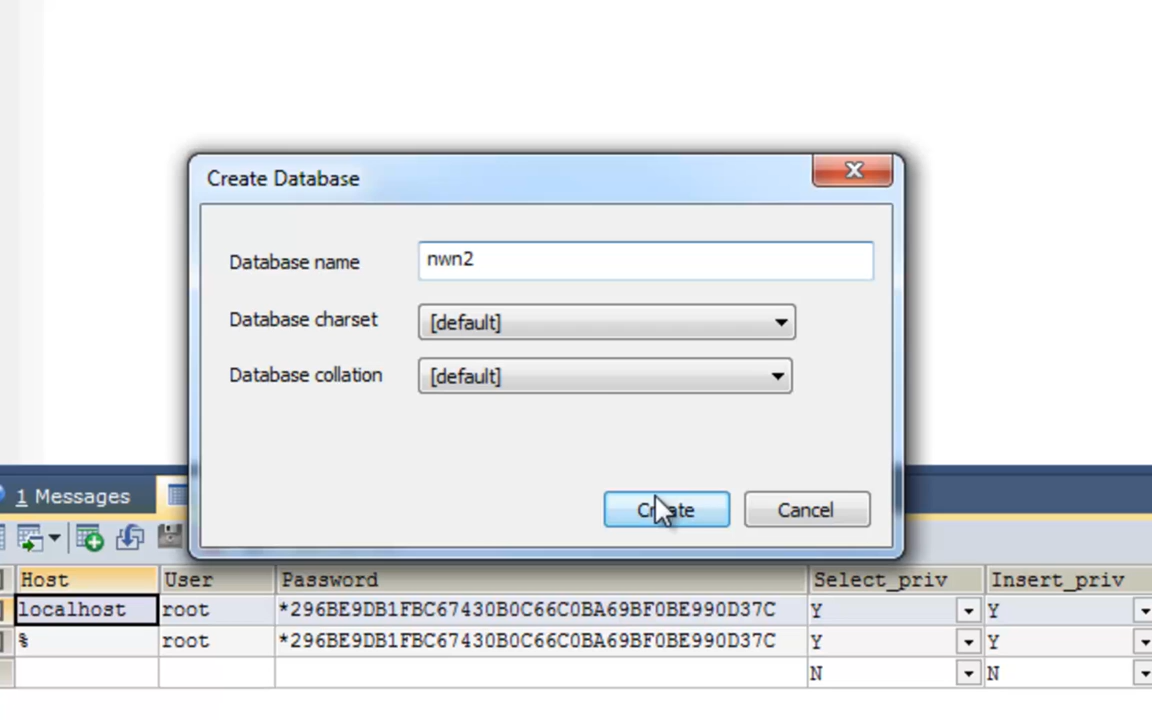 Create Database
Database name nwn2
Database charset [default]
Database collation [default]
Create Cancel
1 Messages
Host User Password Select_priv Insert_priv
localhost root *296BE9DB1FBC67430B0C66C0BA69BF0BE990D37C Y Y
% root *296BE9DB1FBC67430B0C66C0BA69BF0BE990D37C Y Y
N N